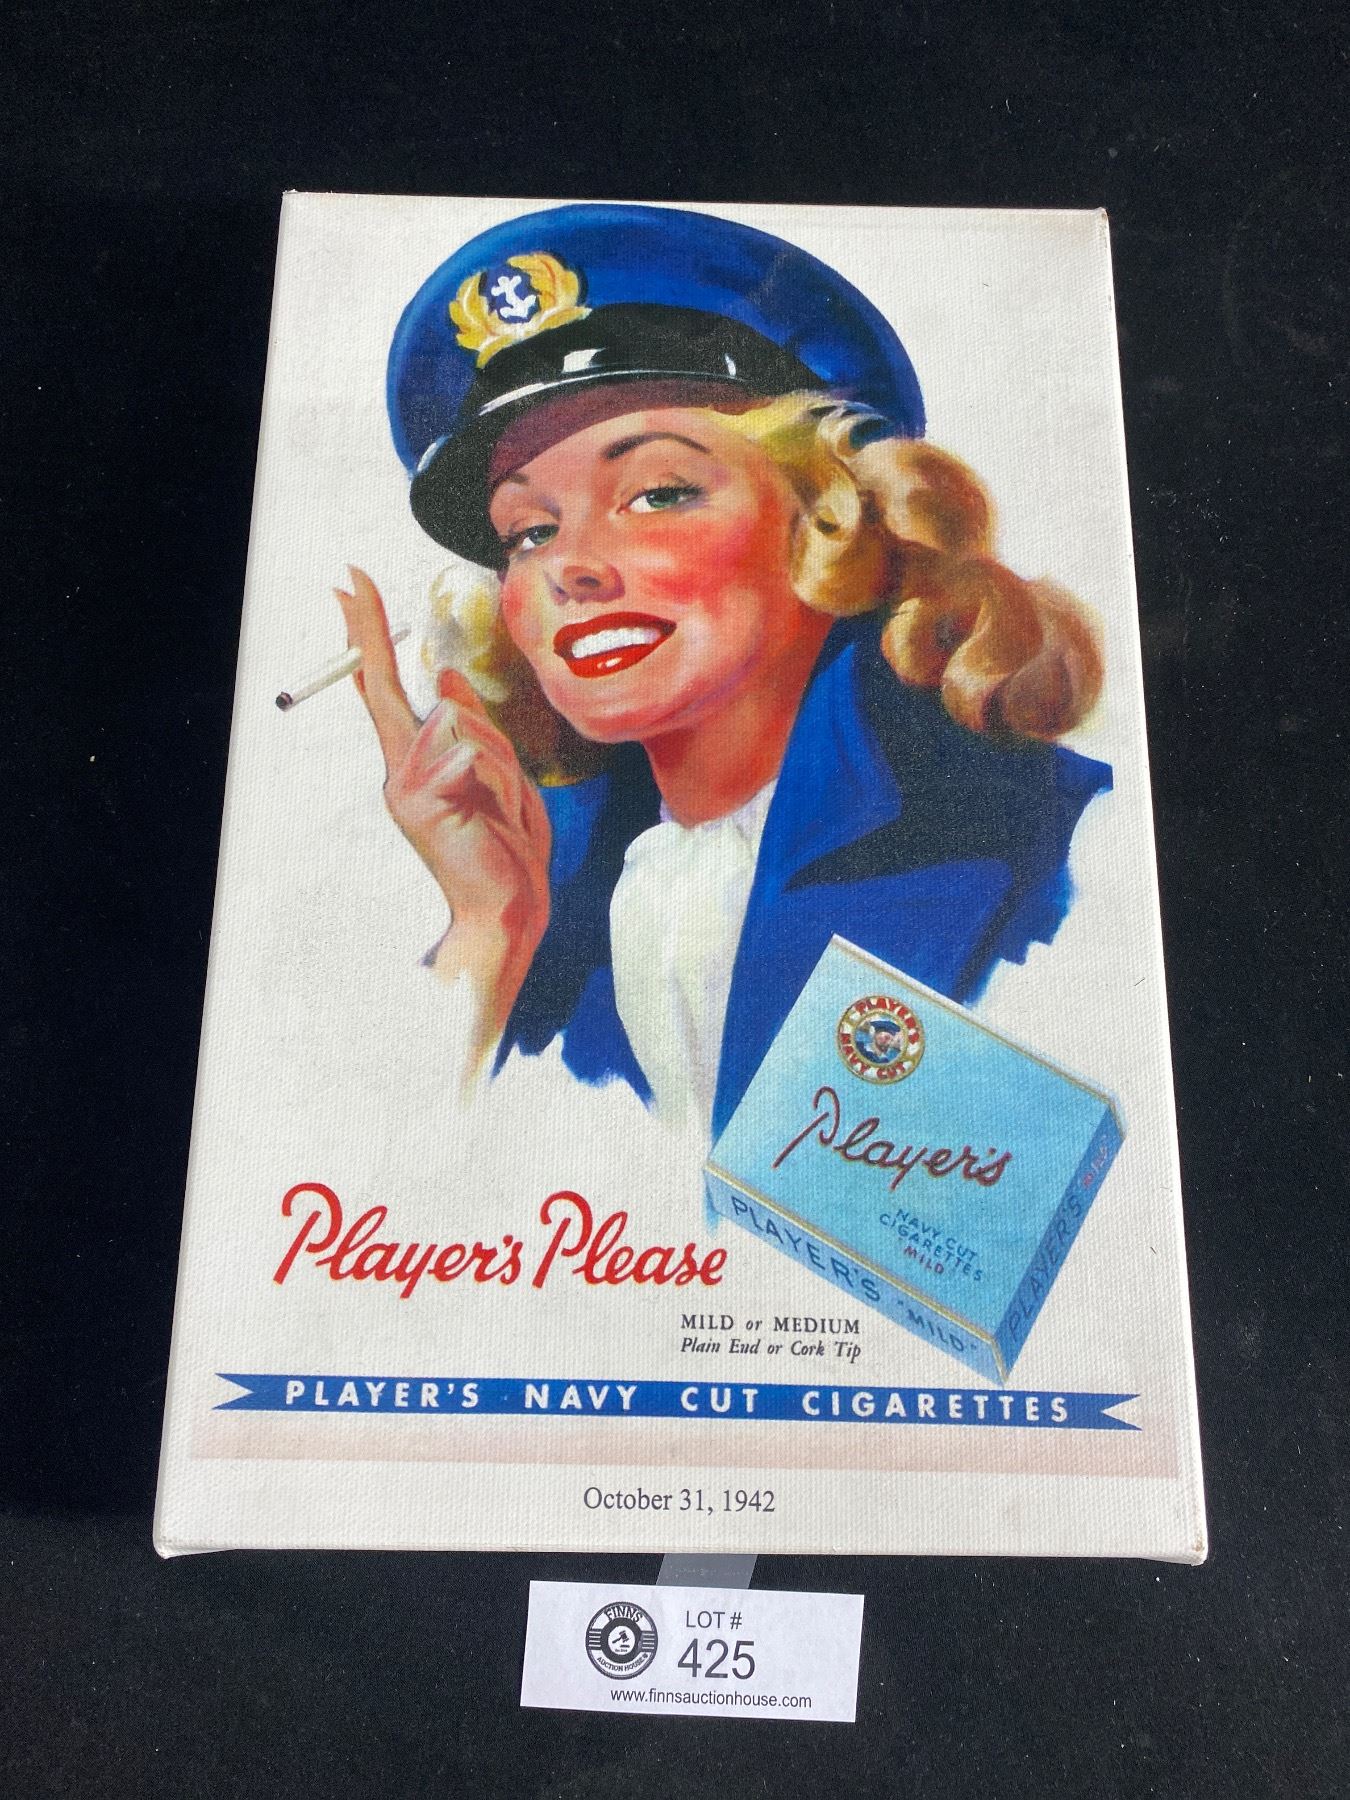 PLAYER'S
NAVY CUT
Player's
NAVY CUT
CIGARETTES
MILD
PLAYER'S "MILD"
PLAYER'S "MILD"
Player's Please
MILD or MEDIUM
Plain End or Cork Tip
PLAYER'S NAVY CUT CIGARETTES
October 31, 1942
FINNS
AUCTION HOUSE
LOT #
425
www.finnsauctionhouse.com